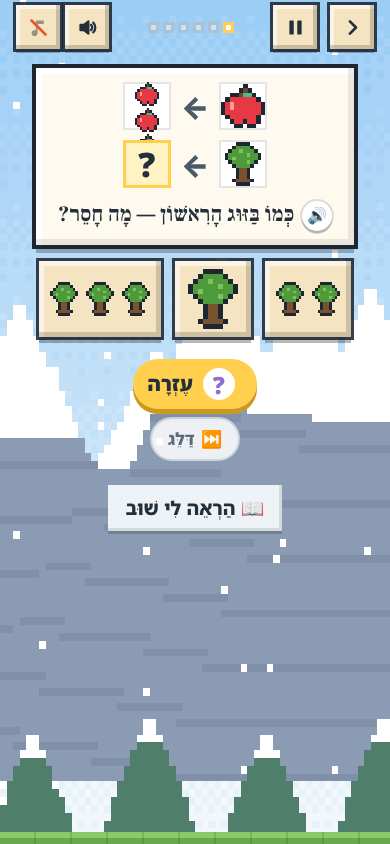 ?
כְּמוֹ בַּזּוּג הָרִאשׁוֹן — מָה חָסֵר?
? עֶזְרָה
דַּלֵּג
הַרְאֵה לִי שׁוּב